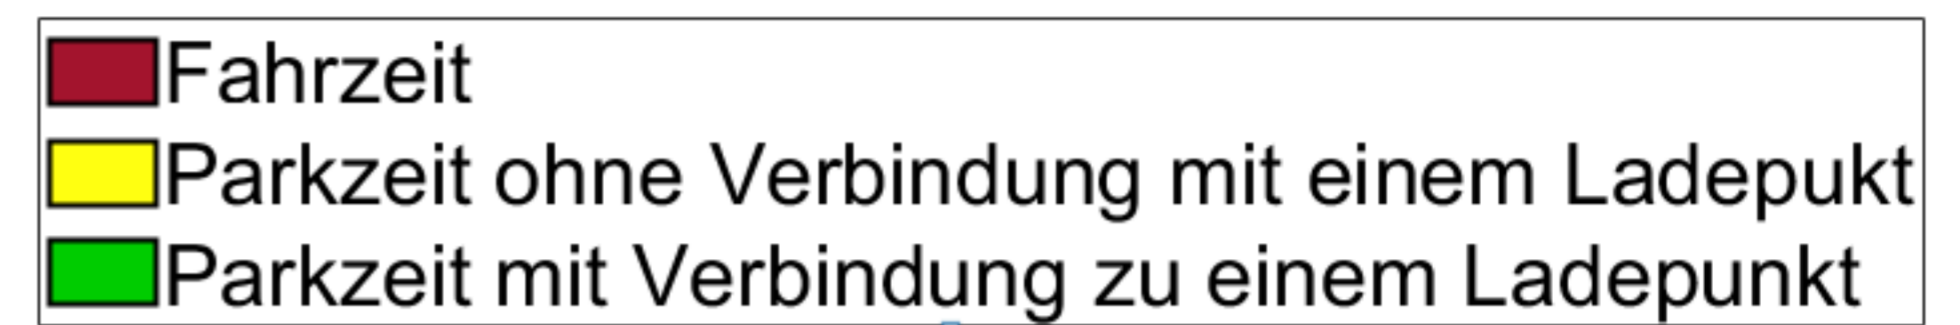 Fahrzeit
Parkzeit ohne Verbindung mit einem Ladepukt
Parkzeit mit Verbindung zu einem Ladepunkt